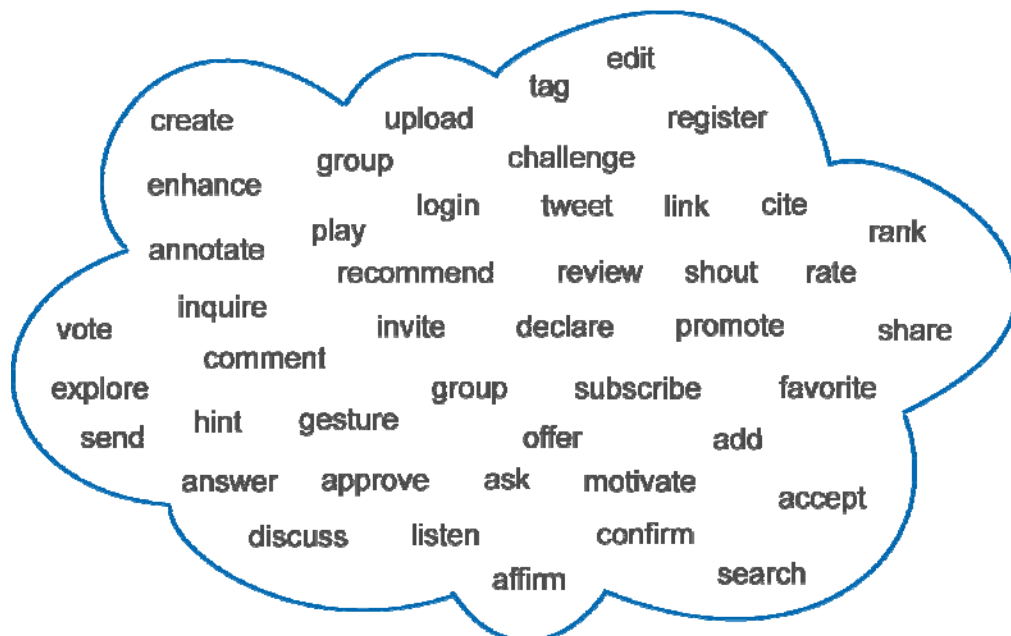 edit
tag
create
upload
register
group
challenge
enhance
login
tweet
link
cite
play
rank
annotate
recommend
review
shout
rate
inquire
vote
invite
declare
promote
share
comment
explore
group
subscribe
favorite
hint
gesture
send
offer
add
answer
approve
ask
motivate
accept
discuss
listen
confirm
affirm
search